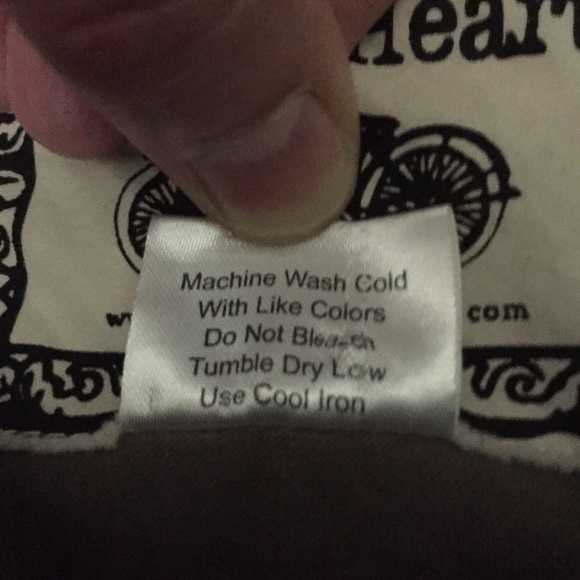 Heart
Machine Wash Cold
With Like Colors
Do Not Bleach
Tumble Dry Low
Use Cool Iron
com